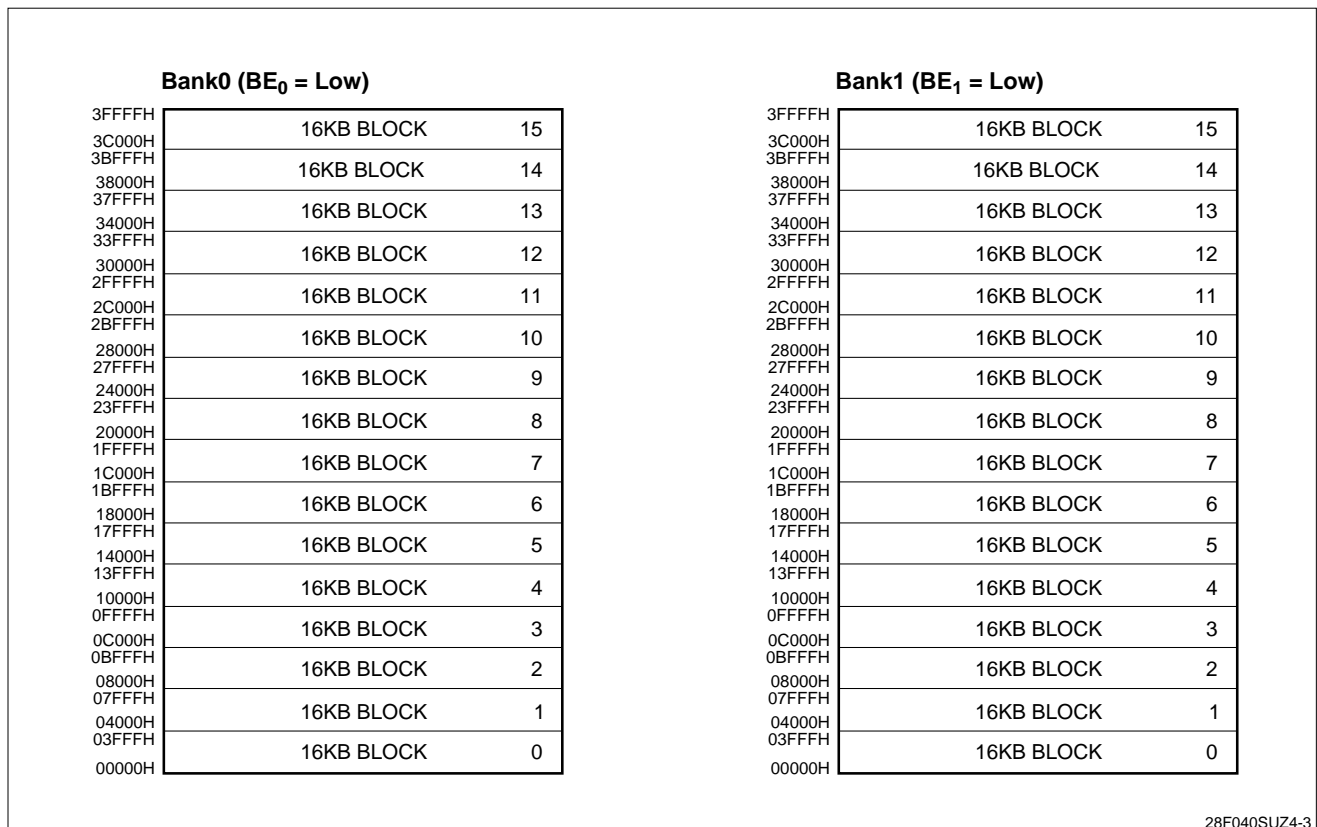 Bank0 (BE0 = Low)
3FFFFH
16KB BLOCK 15
3C000H
3BFFFH
16KB BLOCK 14
38000H
37FFFH
16KB BLOCK 13
34000H
33FFFH
16KB BLOCK 12
30000H
2FFFFH
16KB BLOCK 11
2C000H
2BFFFH
16KB BLOCK 10
28000H
27FFFH
16KB BLOCK 9
24000H
23FFFH
16KB BLOCK 8
20000H
1FFFFH
16KB BLOCK 7
1C000H
1BFFFH
16KB BLOCK 6
18000H
17FFFH
16KB BLOCK 5
14000H
13FFFH
16KB BLOCK 4
10000H
0FFFFH
16KB BLOCK 3
0C000H
0BFFFH
16KB BLOCK 2
08000H
07FFFH
16KB BLOCK 1
04000H
03FFFH
16KB BLOCK 0
00000H
Bank1 (BE1 = Low)
3FFFFH
16KB BLOCK 15
3C000H
3BFFFH
16KB BLOCK 14
38000H
37FFFH
16KB BLOCK 13
34000H
33FFFH
16KB BLOCK 12
30000H
2FFFFH
16KB BLOCK 11
2C000H
2BFFFH
16KB BLOCK 10
28000H
27FFFH
16KB BLOCK 9
24000H
23FFFH
16KB BLOCK 8
20000H
1FFFFH
16KB BLOCK 7
1C000H
1BFFFH
16KB BLOCK 6
18000H
17FFFH
16KB BLOCK 5
14000H
13FFFH
16KB BLOCK 4
10000H
0FFFFH
16KB BLOCK 3
0C000H
0BFFFH
16KB BLOCK 2
08000H
07FFFH
16KB BLOCK 1
04000H
03FFFH
16KB BLOCK 0
00000H
28F040SUZ4-3